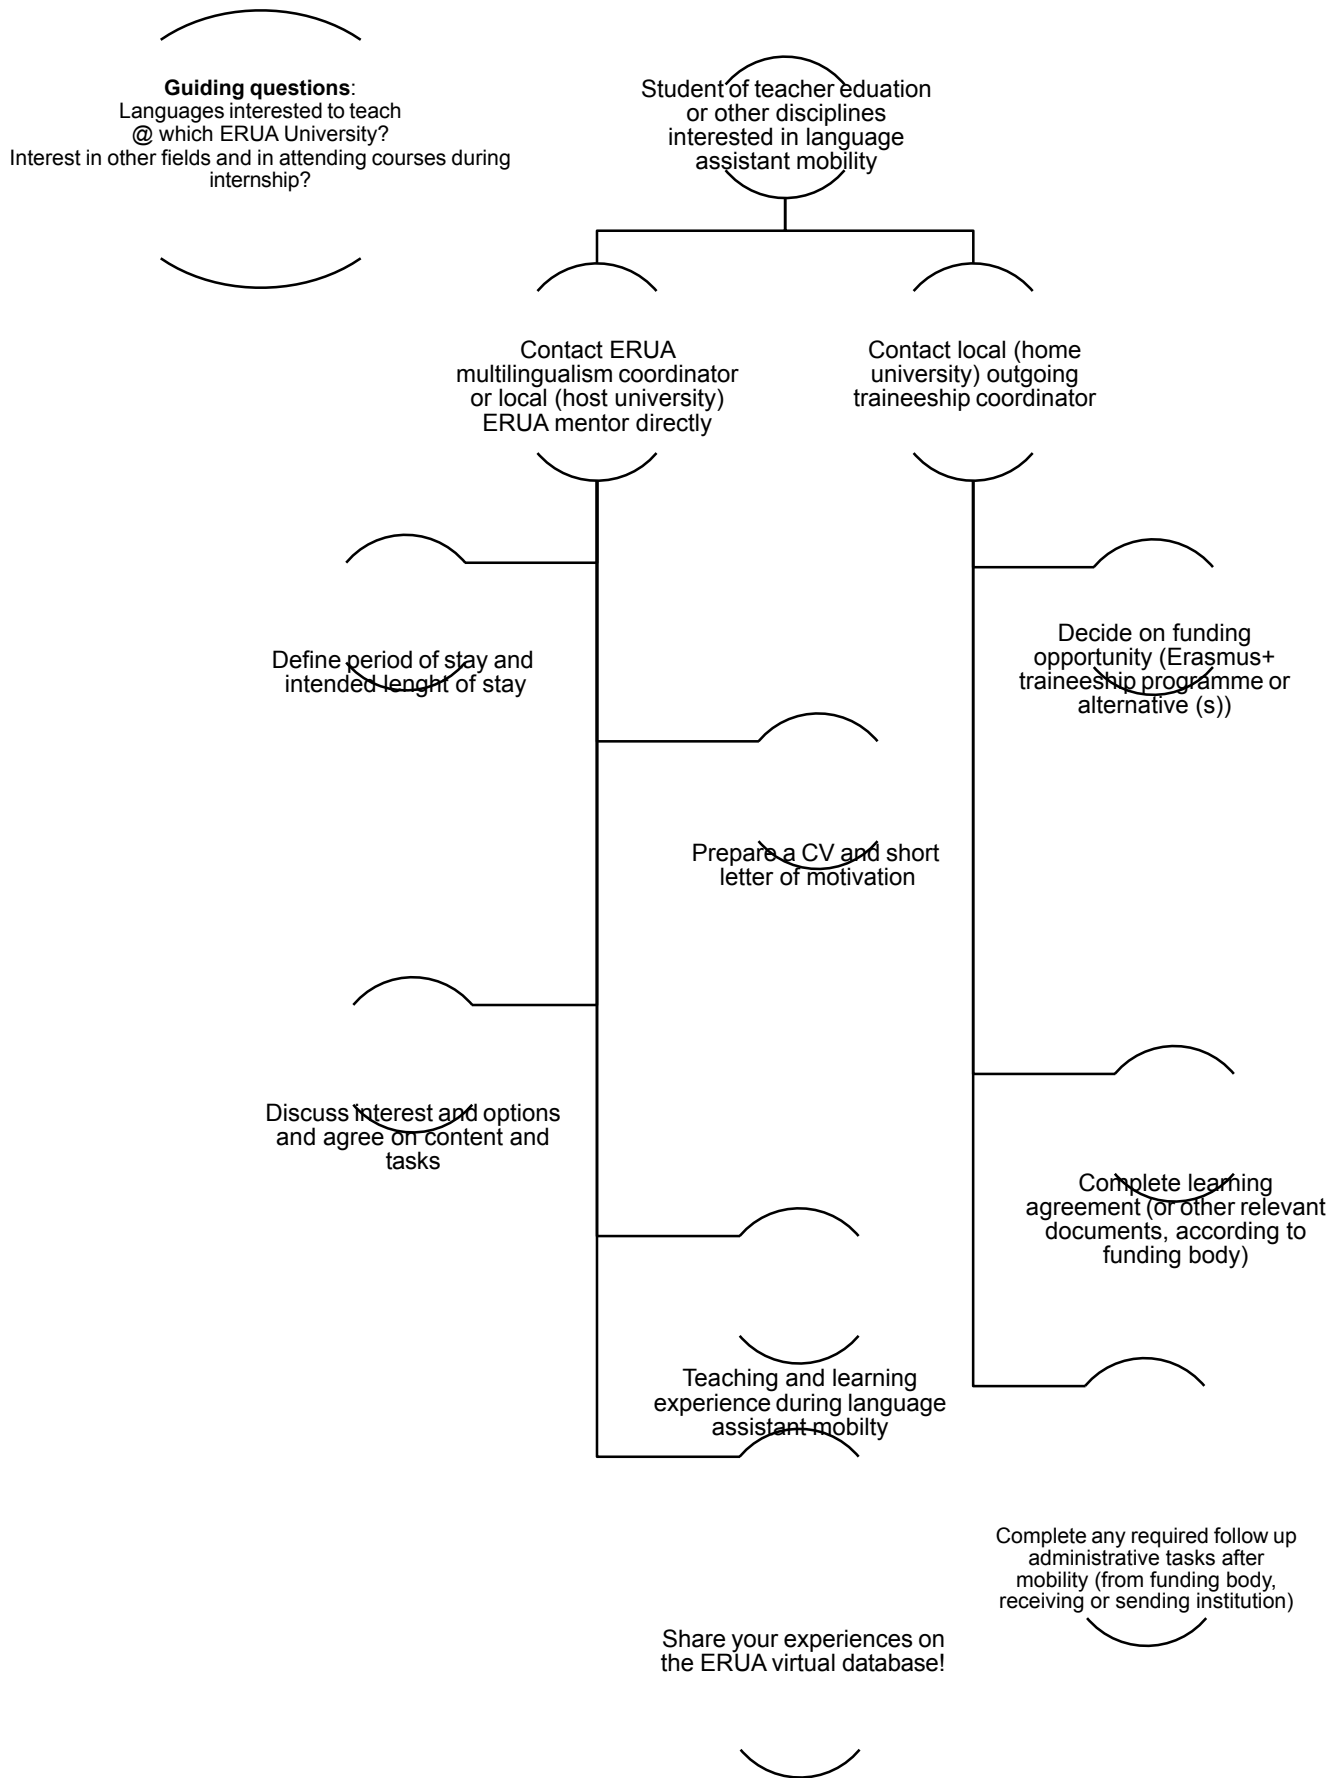 Guiding questions:
Languages interested to teach
@ which ERUA University?
Interest in other fields and in attending courses during
internship?
Student of teacher eduation
or other disciplines
interested in language
assistant mobility
Contact ERUA
multilingualism coordinator
or local (host university)
ERUA mentor directly
Contact local (home
university) outgoing
traineeship coordinator
Define period of stay and
intended lenght of stay
Decide on funding
opportunity (Erasmus+
traineeship programme or
alternative (s))
Prepare a CV and short
letter of motivation
Discuss interest and options
and agree on content and
tasks
Complete learning
agreement (or other relevant
documents, according to
funding body)
Teaching and learning
experience during language
assistant mobilty
Complete any required follow up
administrative tasks after
mobility (from funding body,
receiving or sending institution)
Share your experiences on
the ERUA virtual database!